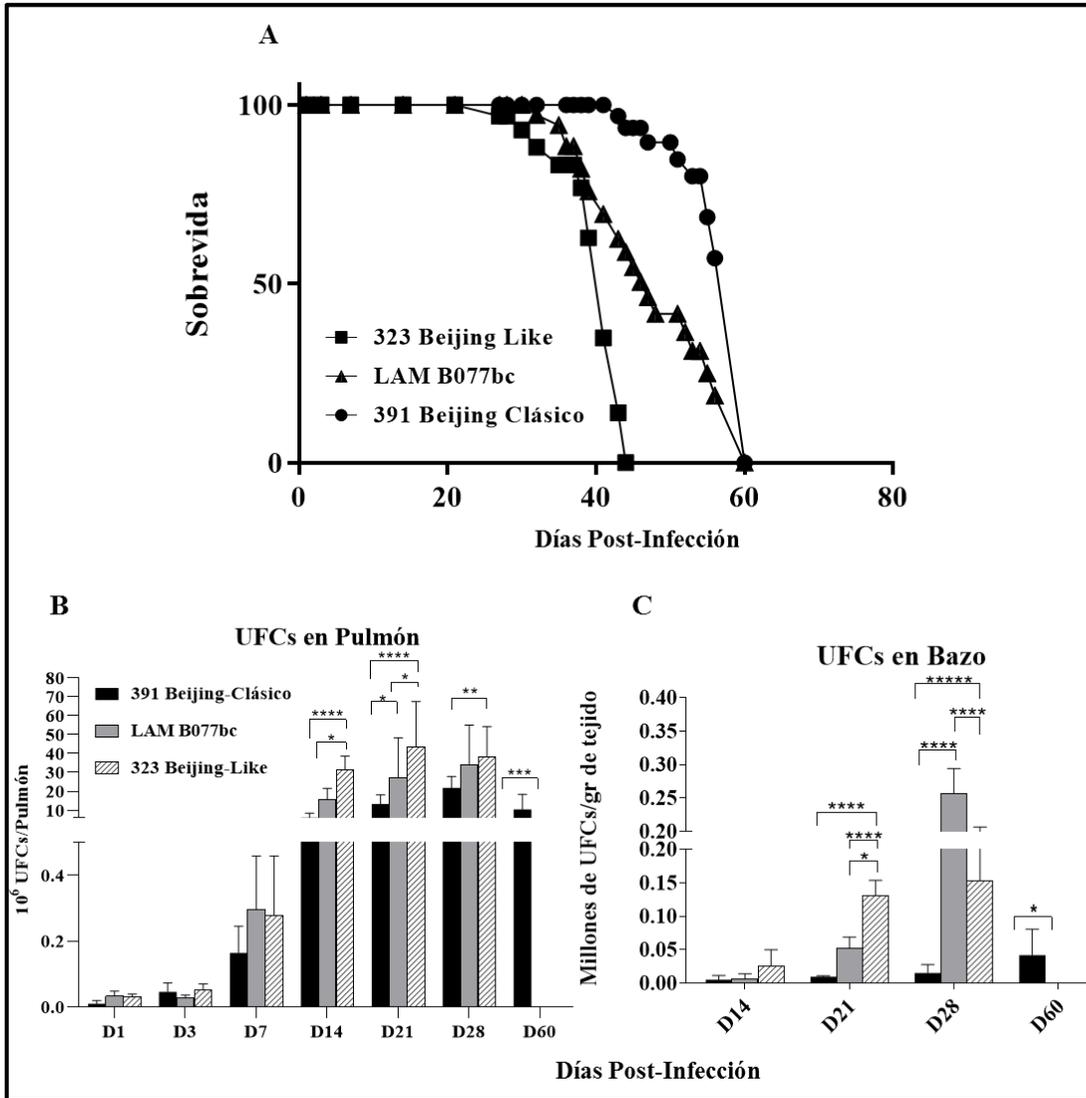 A
100
50
0
Sobrevida
323 Beijing Like
LAM B077bc
391 Beijing Clásico
0 20 40 60 80
Días Post-Infección
B
UFCs en Pulmón
80
70
60
50
40
30
20
10
0.4
0.2
0.0
10⁶ UFCs/Pulmón
391 Beijing-Clásico
LAM B077bc
323 Beijing-Like
****
*
****
*
*
**
***
D1 D3 D7 D14 D21 D28 D60
C
UFCs en Bazo
0.40
0.35
0.30
0.25
0.20
0.20
0.15
0.10
0.05
0.00
Millones de UFCs/gr de tejido
*****
****
****
****
****
*
*
D14 D21 D28 D60
Días Post-Infección